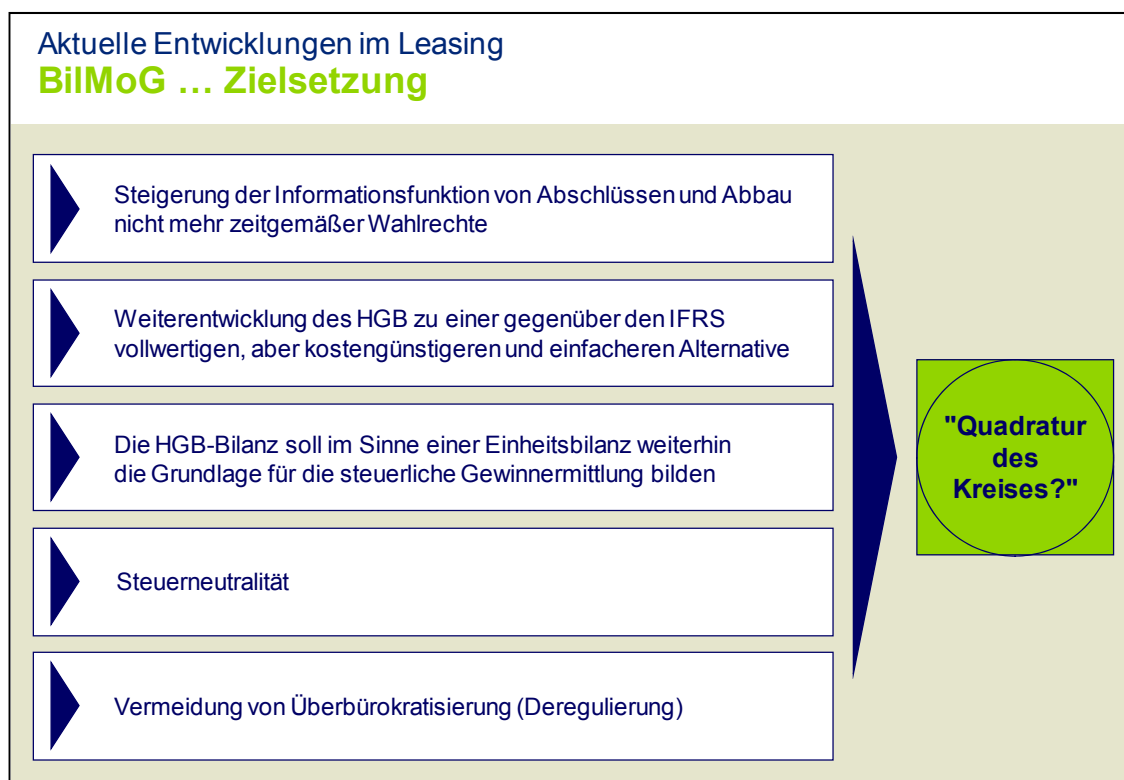 Aktuelle Entwicklungen im Leasing
BilMoG … Zielsetzung
Steigerung der Informationsfunktion von Abschlüssen und Abbau
nicht mehr zeitgemäßer Wahlrechte
Weiterentwicklung des HGB zu einer gegenüber den IFRS
vollwertigen, aber kostengünstigeren und einfacheren Alternative
Die HGB-Bilanz soll im Sinne einer Einheitsbilanz weiterhin
die Grundlage für die steuerliche Gewinnermittlung bilden
Steuerneutralität
Vermeidung von Überbürokratisierung (Deregulierung)
"Quadratur
des
Kreises?"